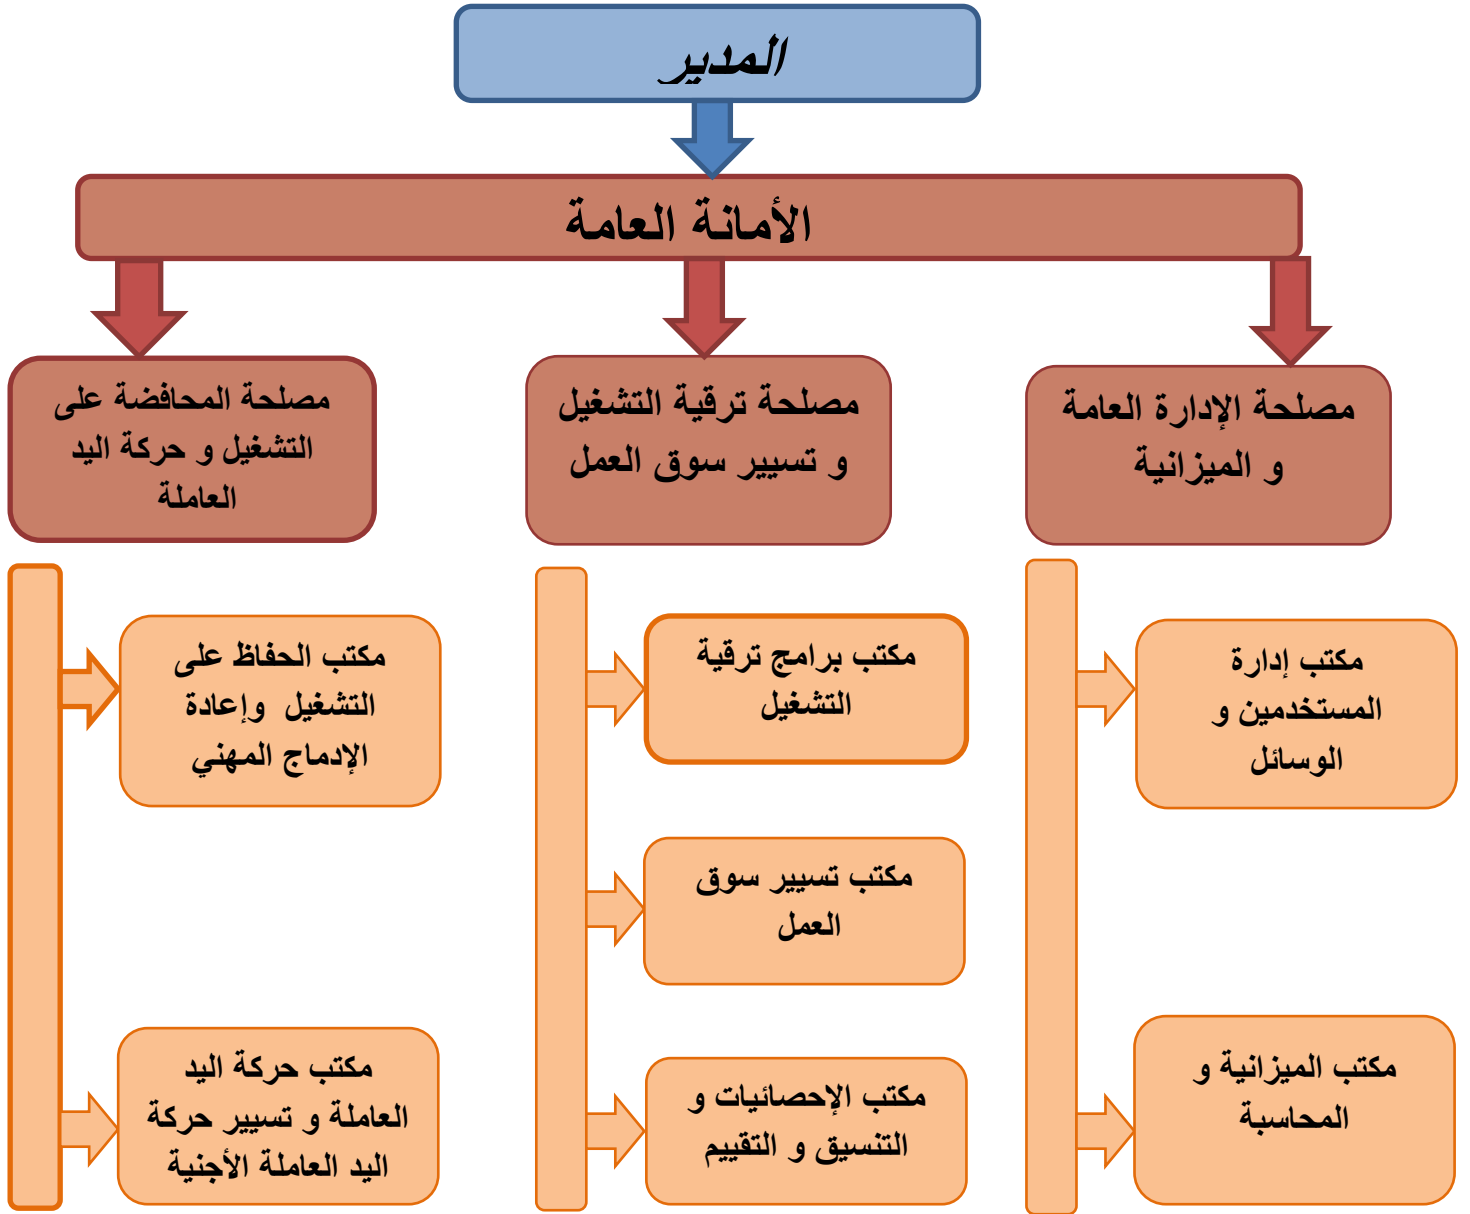 المدير
الأمانة العامة
مصلحة الإدارة العامة
و الميزانية
مصلحة ترقية التشغيل
و تسيير سوق العمل
مصلحة المحافضة على
التشغيل و حركة اليد
العاملة
مكتب إدارة
المستخدمين و
الوسائل
مكتب الميزانية و
المحاسبة
مكتب برامج ترقية
التشغيل
مكتب تسيير سوق
العمل
مكتب الإحصائيات و
التنسيق و التقييم
مكتب الحفاظ على
التشغيل وإعادة
الإدماج المهني
مكتب حركة اليد
العاملة و تسيير حركة
اليد العاملة الأجنية